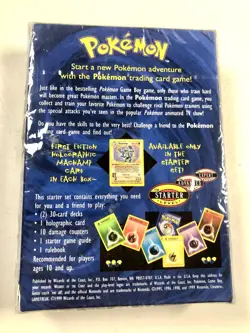 POKéMON
Start a new Pokémon adventure
with the Pokémon trading card game!
Just like in the bestselling Pokémon Game Boy game, only those who train hard
will become great Pokémon masters. In the Pokémon trading card game, you
collect and train your favorite Pokémon to challenge rival Pokémon trainers using
the special attacks you've seen in the popular Pokémon animated TV show!
Do you have the skills to be the very best? Challenge a friend to the Pokémon
trading card game and find out!
FIRST EDITION
HOLOGRAPHIC
MACHAMP
CARD
IN EACH BOX—
AVAILABLE ONLY
IN THE
STARTER
SET!
EXPERT
STARTER
This starter set contains everything you
need for you and a friend to play.
• (2) 30-card decks
• 1 holographic card
• 10 damage counters
• 1 starter game guide
• 1 rulebook
Recommended for players
ages 10 and up.